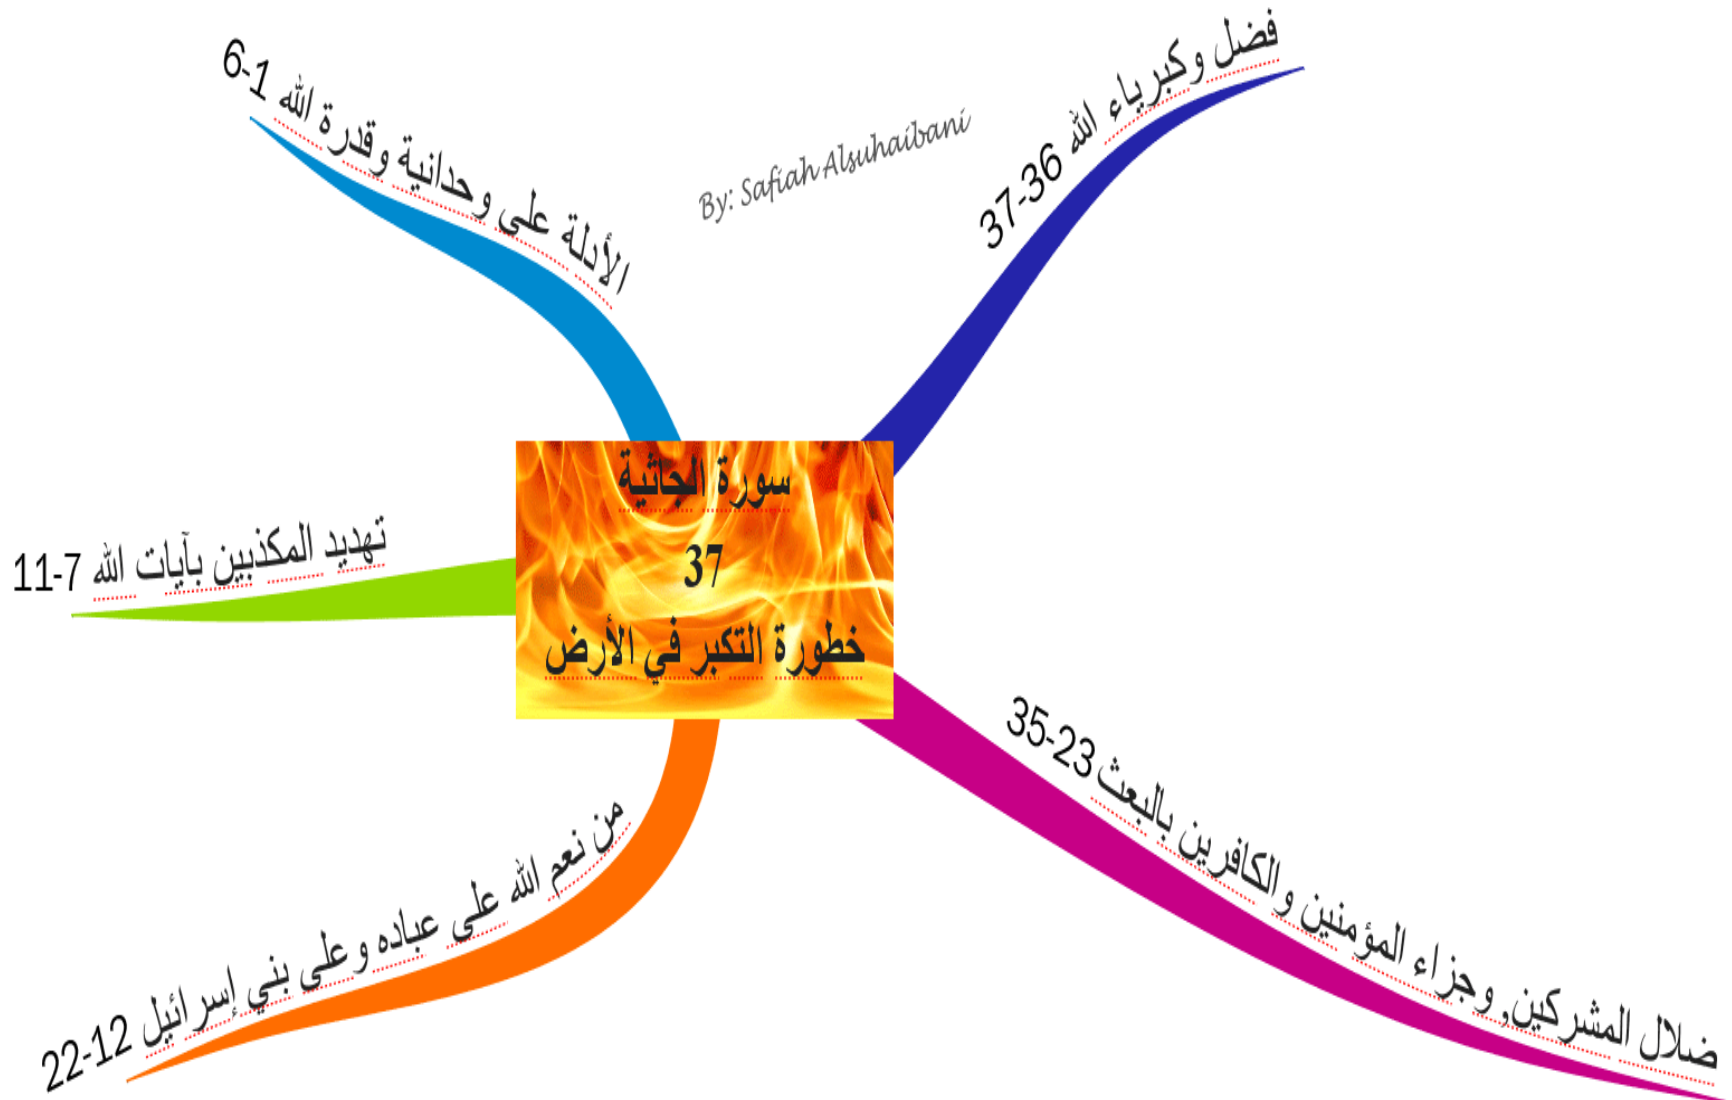 سورة الجاثية
37
خطورة التكبر في الأرض
الأدلة على وحدانية وقدرة الله 1-6
تهديد المكذبين بآيات الله 7-11
من نعم الله على عباده وعلى بني إسرائيل 12-22
ضلال المشركين, وجزاء المؤمنين والكافرين بالبعث 23-35
فضل وكبرياء الله 36-37
By: Safiah Alsuhaibani